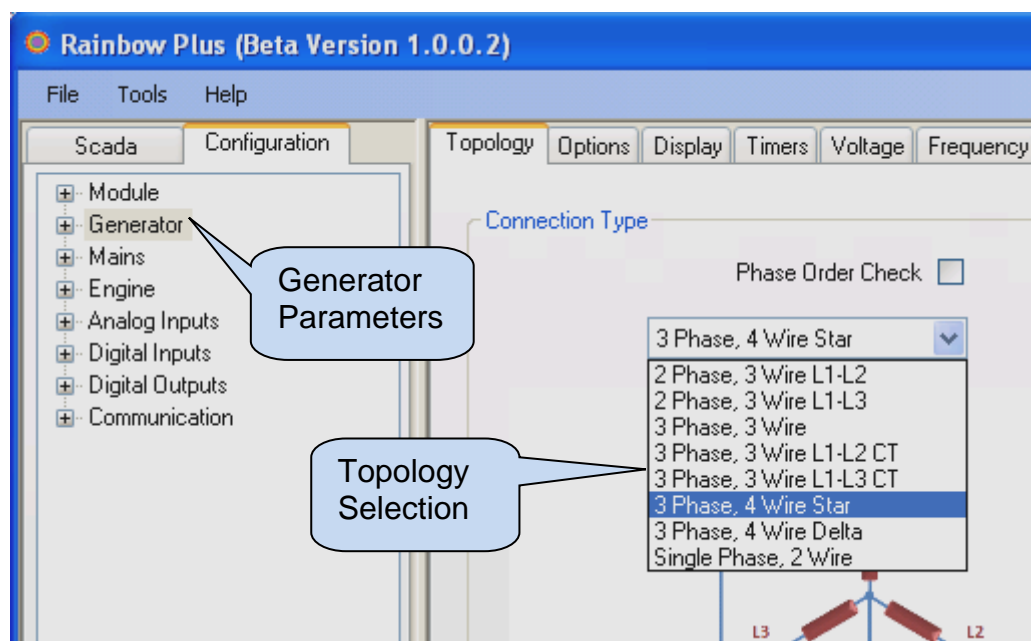 Rainbow Plus (Beta Version 1.0.0.2)
File Tools Help
Scada Configuration
Topology Options Display Timers Voltage Frequency
Module
Generator
Mains
Engine
Analog Inputs
Digital Inputs
Digital Outputs
Communication
Generator
Parameters
Connection Type
Phase Order Check
3 Phase, 4 Wire Star
2 Phase, 3 Wire L1-L2
2 Phase, 3 Wire L1-L3
3 Phase, 3 Wire
3 Phase, 3 Wire L1-L2 CT
3 Phase, 3 Wire L1-L3 CT
3 Phase, 4 Wire Star
3 Phase, 4 Wire Delta
Single Phase, 2 Wire
Topology
Selection
L3 L2